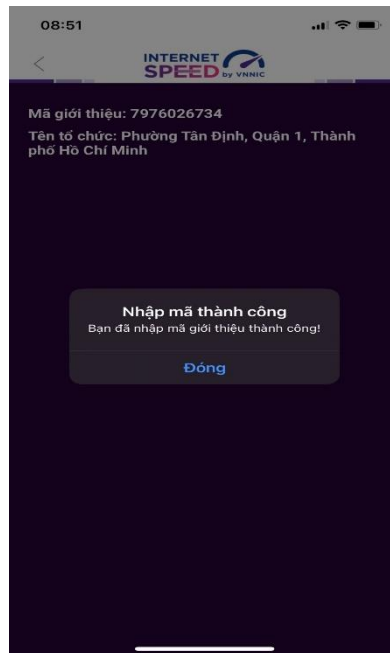 08:51
INTERNET
SPEED by VNNIC
Mã giới thiệu: 7976026734
Tên tổ chức: Phường Tân Định, Quận 1, Thành
phố Hồ Chí Minh
Nhập mã thành công
Bạn đã nhập mã giới thiệu thành công!
Đóng